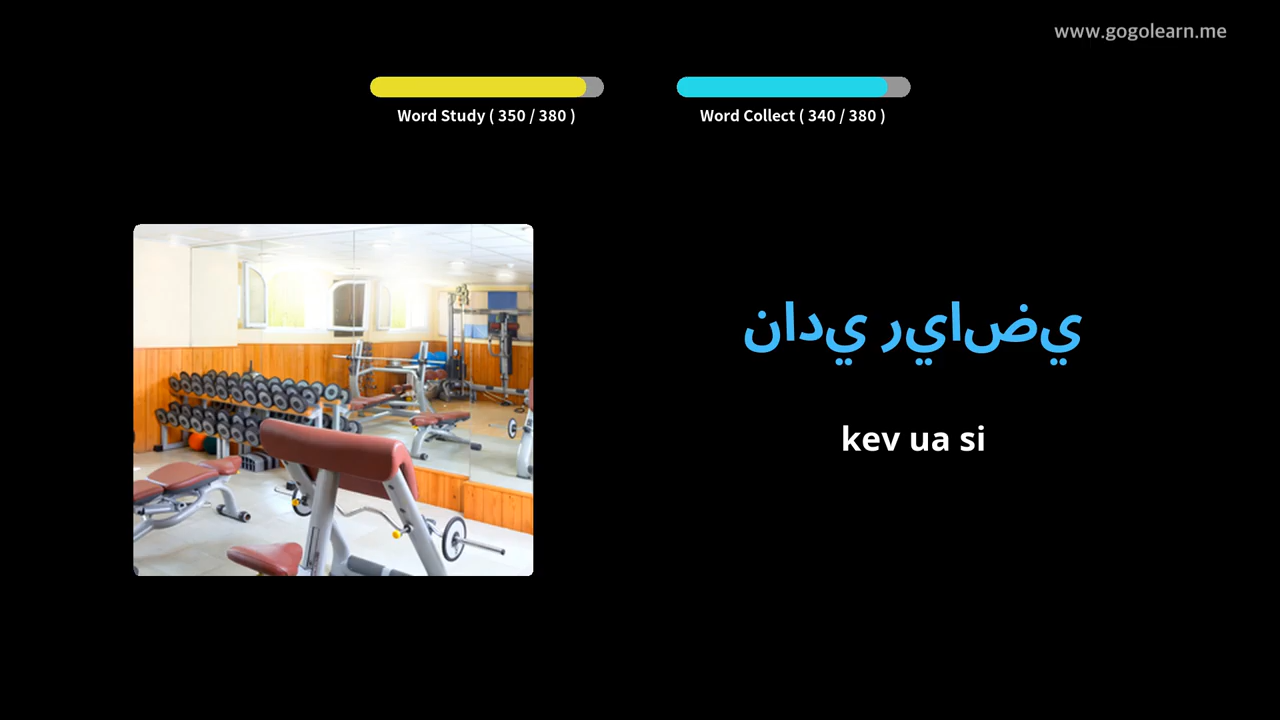 www.gogolearn.me
Word Study ( 350 / 380 )
Word Collect ( 340 / 380 )
نادي رياضي
kev ua si